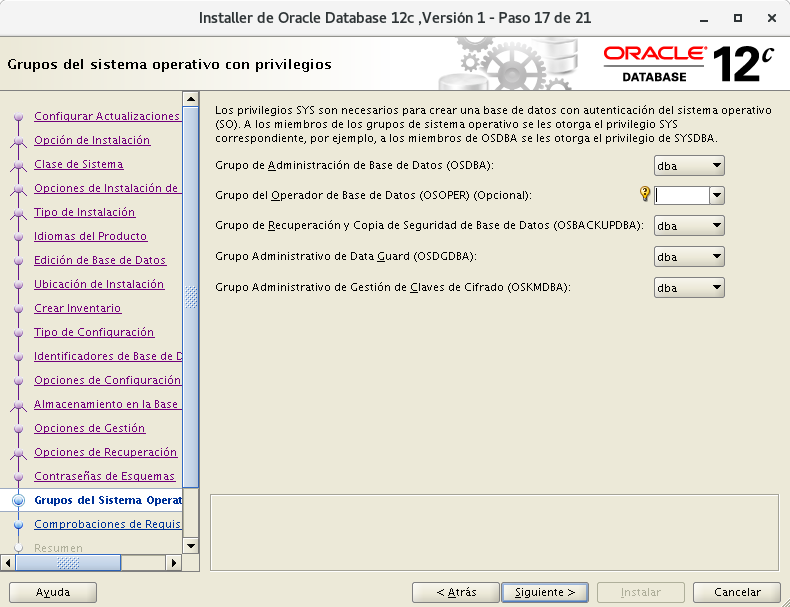 Installer de Oracle Database 12c ,Versión 1 - Paso 17 de 21
Grupos del sistema operativo con privilegios
ORACLE
DATABASE
12c
Configurar Actualizaciones
Opción de Instalación
Clase de Sistema
Opciones de Instalación de
Tipo de Instalación
Idiomas del Producto
Edición de Base de Datos
Ubicación de Instalación
Crear Inventario
Tipo de Configuración
Identificadores de Base de D
Opciones de Configuración
Almacenamiento en la Base
Opciones de Gestión
Opciones de Recuperación
Contraseñas de Esquemas
Grupos del Sistema Operat
Comprobaciones de Requis
Resumen
Los privilegios SYS son necesarios para crear una base de datos con autenticación del sistema operativo
(SO). A los miembros de los grupos de sistema operativo se les otorga el privilegio SYS
correspondiente, por ejemplo, a los miembros de OSDBA se les otorga el privilegio de SYSDBA.
Grupo de Administración de Base de Datos (OSDBA): dba
Grupo del Operador de Base de Datos (OSOPER) (Opcional):
Grupo de Recuperación y Copia de Seguridad de Base de Datos (OSBACKUPDBA): dba
Grupo Administrativo de Data Guard (OSDGDBA): dba
Grupo Administrativo de Gestión de Claves de Cifrado (OSKMDBA): dba
Ayuda < Atrás Siguiente > Instalar Cancelar